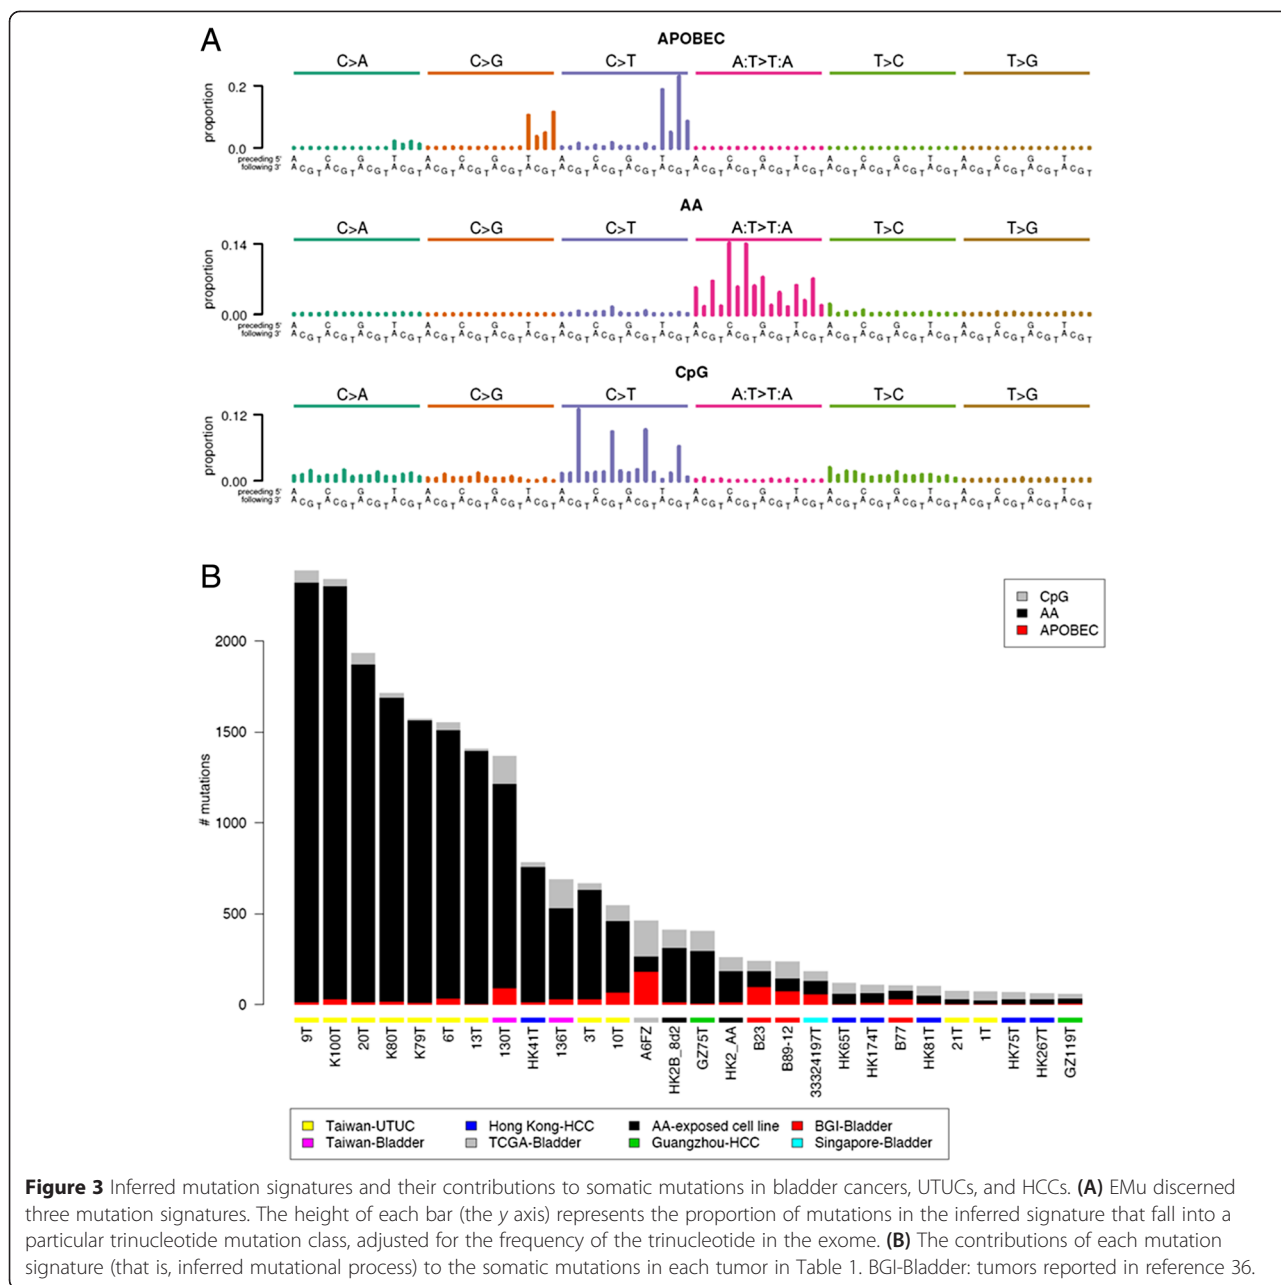 A
APOBEC
C>A C>G C>T A:T>T:A T>C T>G
proportion
0.2
0.0
preceding 5' A C G T A C G T A C G T A C G T A C G T A C G T
following 3' A C G T A C G T A C G T A C G T A C G T A C G T A C G T A C G T A C G T A C G T A C G T A C G T A C G T A C G T A C G T A C G T A C G T A C G T A C G T A C G T A C G T A C G T A C G T A C G T
AA
C>A C>G C>T A:T>T:A T>C T>G
proportion
0.14
0.00
preceding 5' A C G T A C G T A C G T A C G T A C G T A C G T
following 3' A C G T A C G T A C G T A C G T A C G T A C G T A C G T A C G T A C G T A C G T A C G T A C G T A C G T A C G T A C G T A C G T A C G T A C G T A C G T A C G T A C G T A C G T A C G T A C G T
CpG
C>A C>G C>T A:T>T:A T>C T>G
proportion
0.12
0.00
preceding 5' A C G T A C G T A C G T A C G T A C G T A C G T
following 3' A C G T A C G T A C G T A C G T A C G T A C G T A C G T A C G T A C G T A C G T A C G T A C G T A C G T A C G T A C G T A C G T A C G T A C G T A C G T A C G T A C G T A C G T A C G T A C G T
B
CpG
AA
APOBEC
# mutations
2000
1500
1000
500
0
9T K100T 20T K80T K79T 6T 13T 130T HK41T 136T 3T 10T A6FZ HK2B_8d2 GZ75T HK2_AA B23 B89-12 33324197T HK65T HK174T B77 HK81T 21T 1T HK75T HK267T GZ119T
Taiwan-UTUC Hong Kong-HCC AA-exposed cell line BGI-Bladder
Taiwan-Bladder TCGA-Bladder Guangzhou-HCC Singapore-Bladder
Figure 3 Inferred mutation signatures and their contributions to somatic mutations in bladder cancers, UTUCs, and HCCs. (A) EMu discerned
three mutation signatures. The height of each bar (the y axis) represents the proportion of mutations in the inferred signature that fall into a
particular trinucleotide mutation class, adjusted for the frequency of the trinucleotide in the exome. (B) The contributions of each mutation
signature (that is, inferred mutational process) to the somatic mutations in each tumor in Table 1. BGI-Bladder: tumors reported in reference 36.